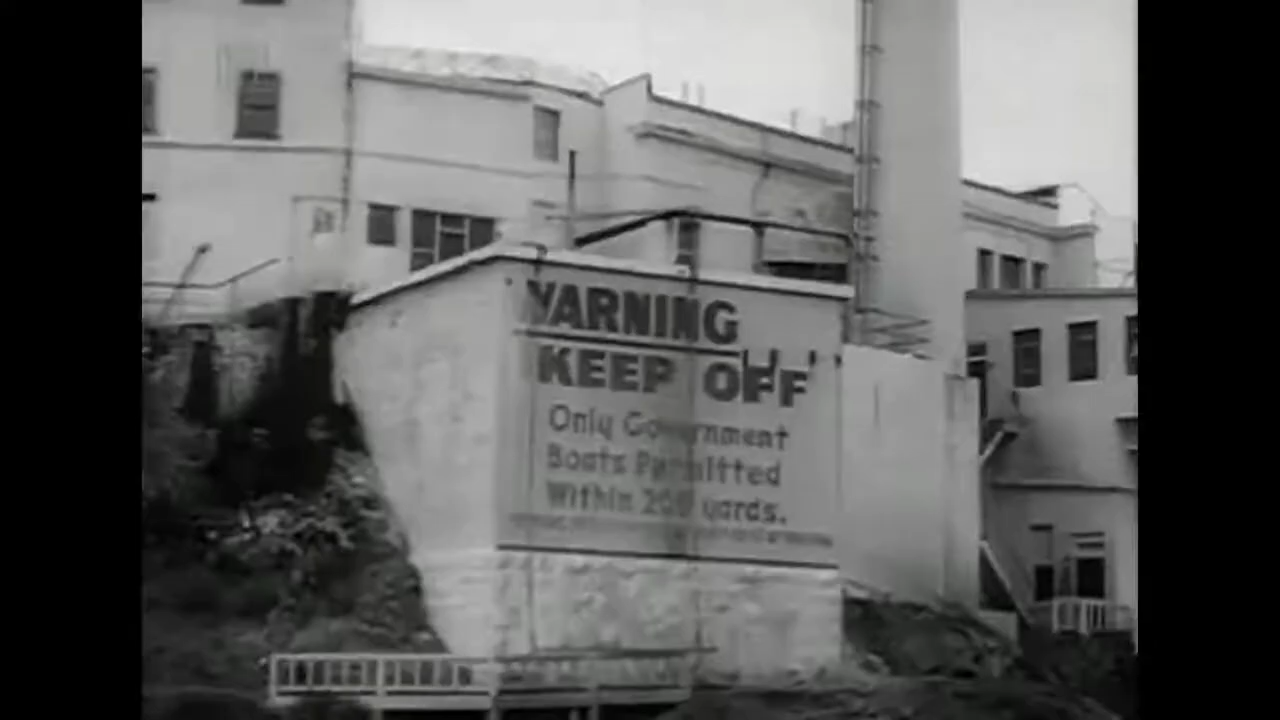 WARNING
KEEP OFF
Only Government
Boats Permitted
Within 200 yards.